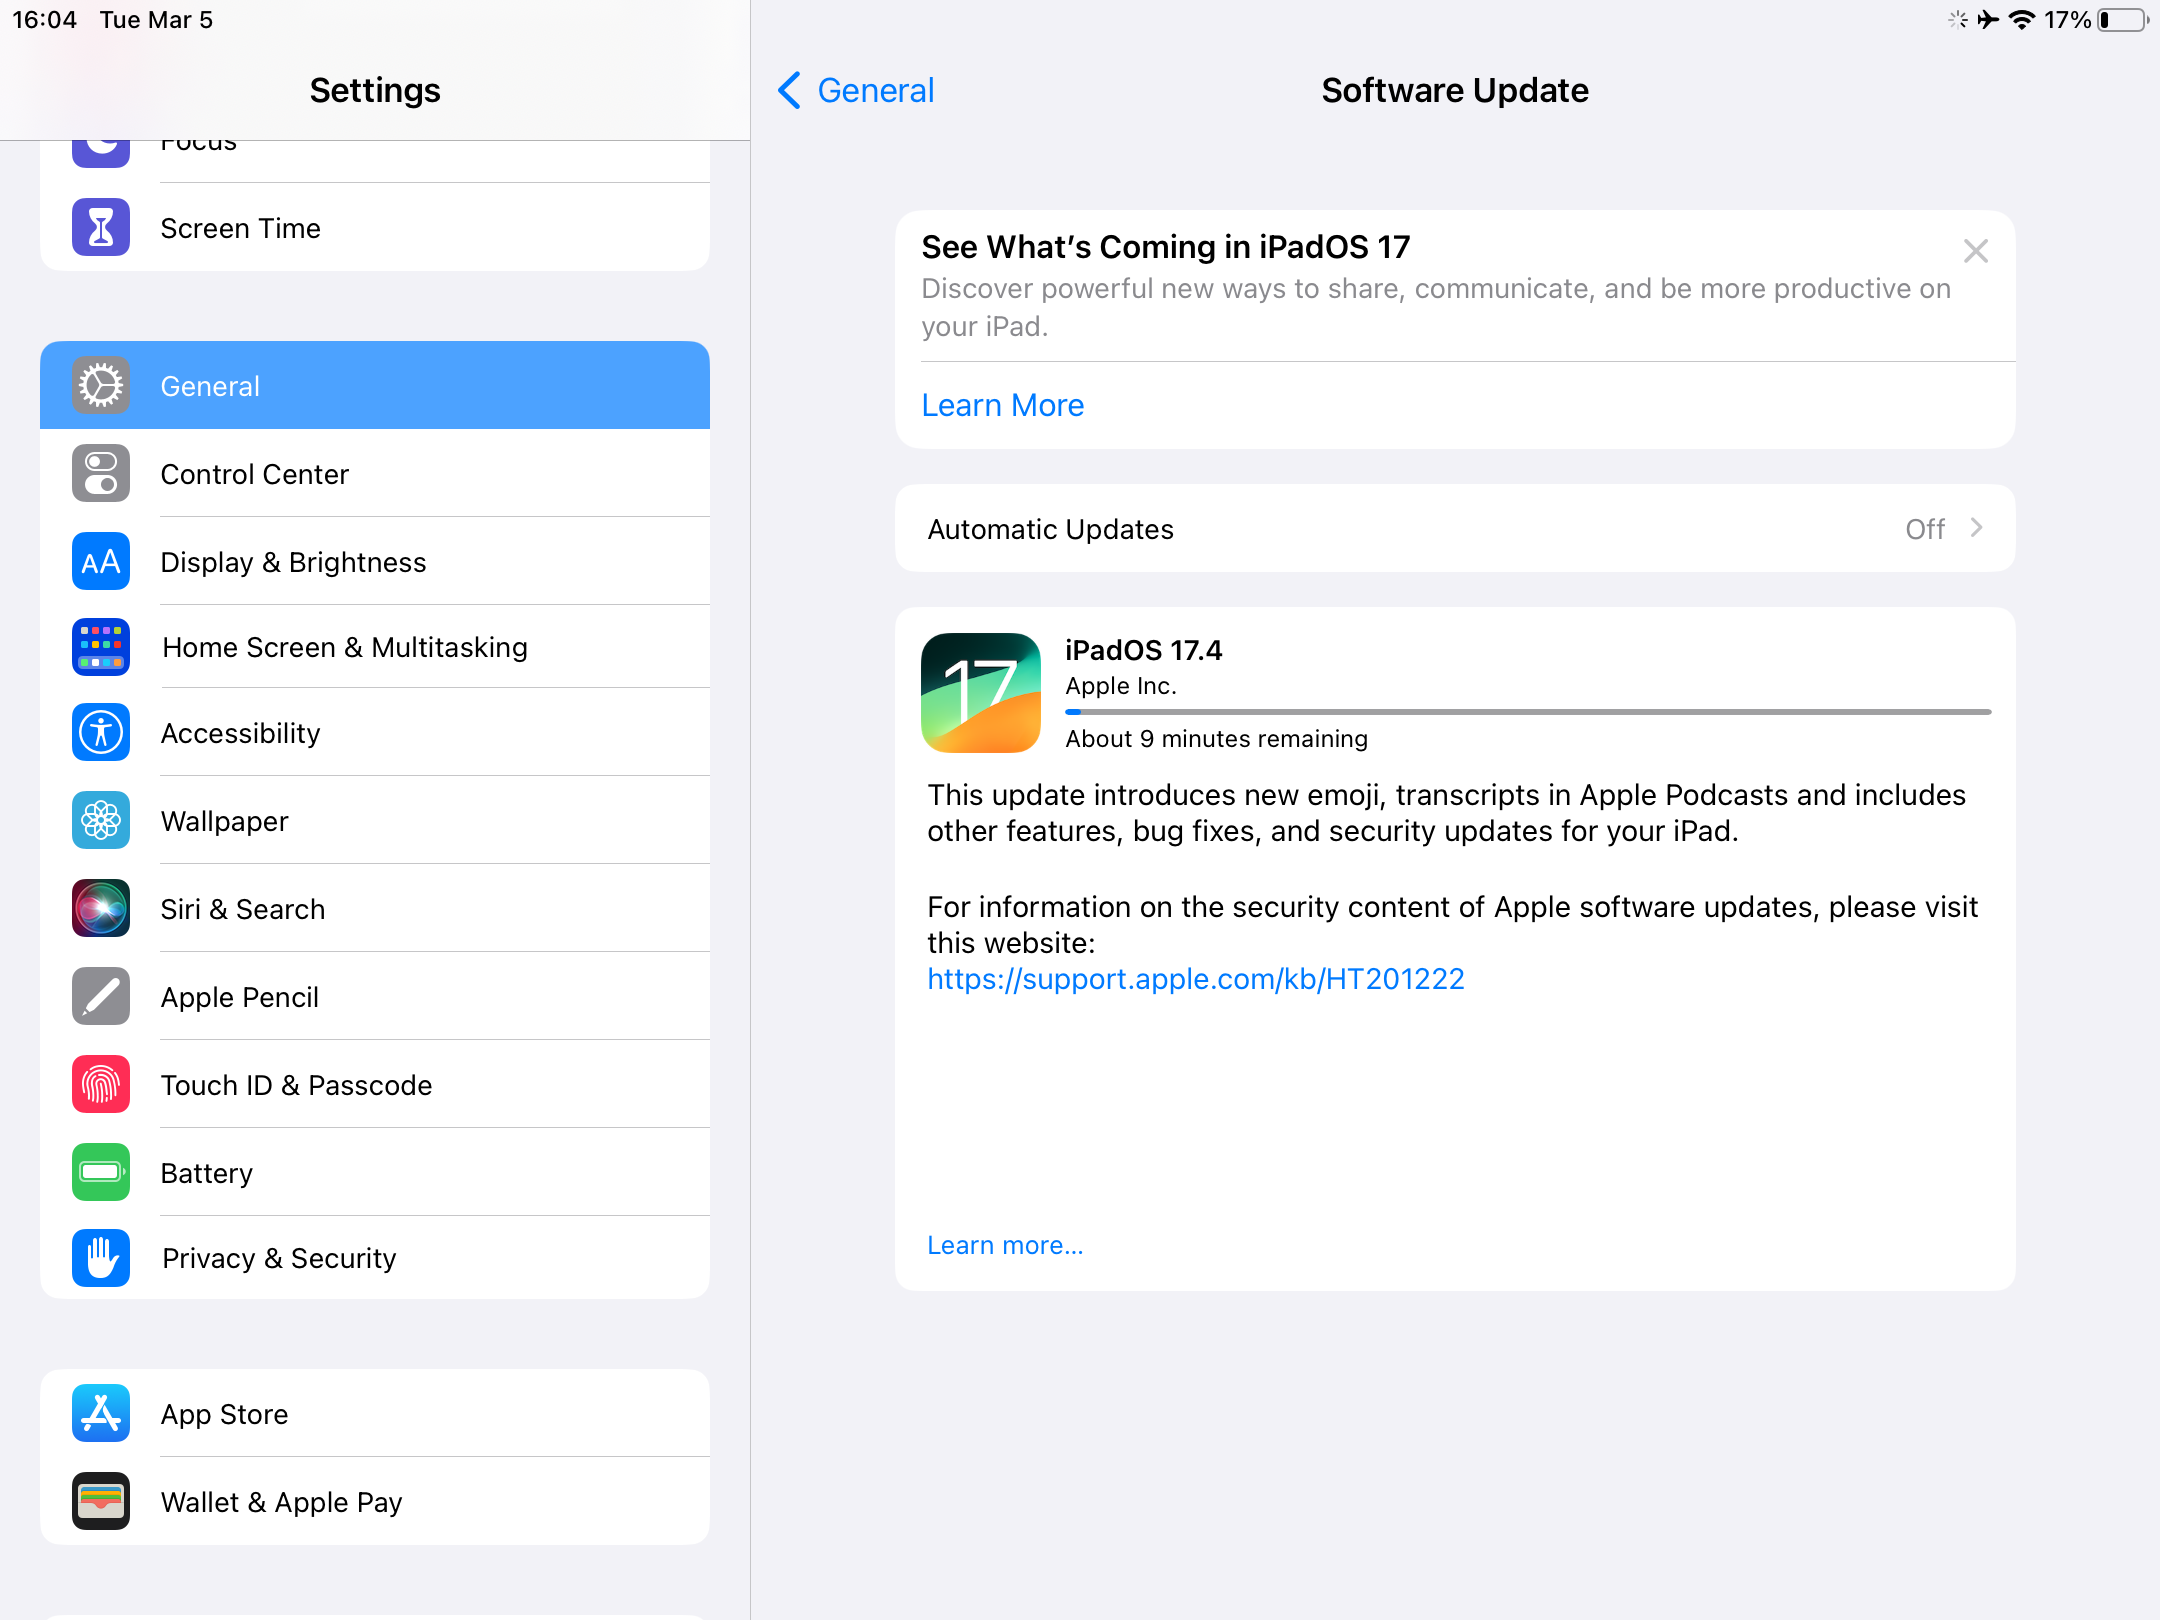 16:04 Tue Mar 5
17%
Settings
Focus
Screen Time
General
Control Center
AA
Display & Brightness
Home Screen & Multitasking
Accessibility
Wallpaper
Siri & Search
Apple Pencil
Touch ID & Passcode
Battery
Privacy & Security
App Store
Wallet & Apple Pay
General
Software Update
See What’s Coming in iPadOS 17
Discover powerful new ways to share, communicate, and be more productive on
your iPad.
Learn More
Automatic Updates Off
17
iPadOS 17.4
Apple Inc.
About 9 minutes remaining
This update introduces new emoji, transcripts in Apple Podcasts and includes
other features, bug fixes, and security updates for your iPad.
For information on the security content of Apple software updates, please visit
this website:
https://support.apple.com/kb/HT201222
Learn more...